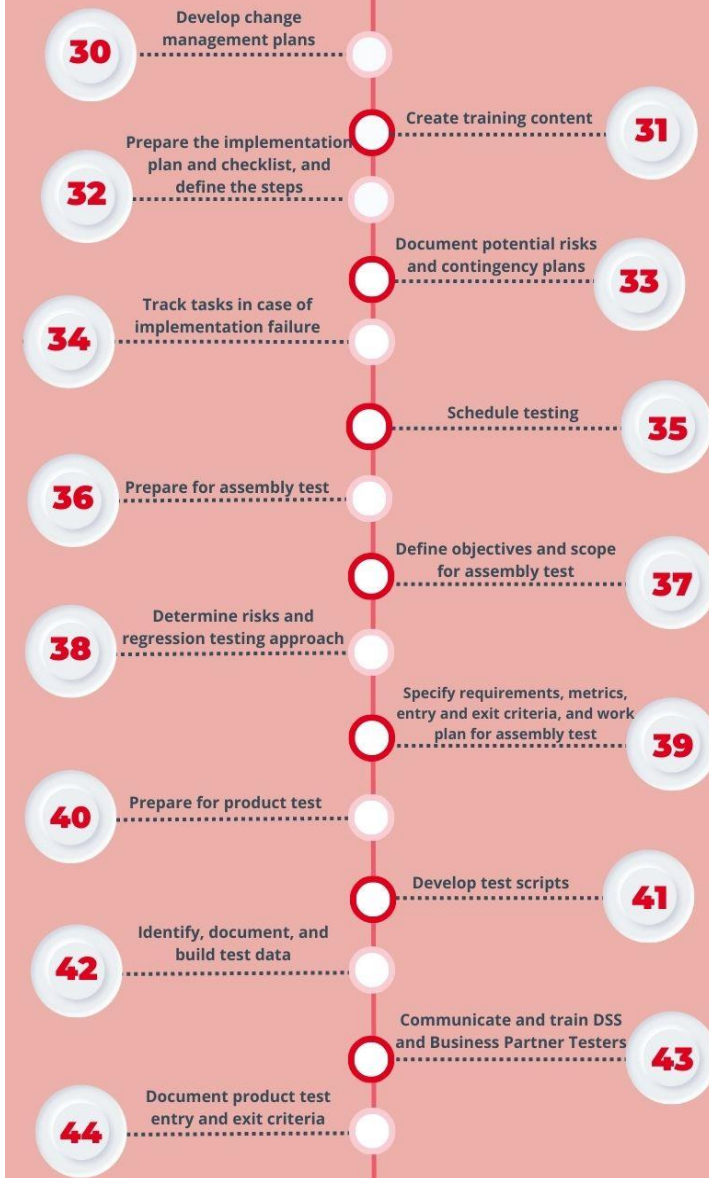 30
Develop change
management plans
Create training content
31
32
Prepare the implementation
plan and checklist, and
define the steps
Document potential risks
and contingency plans
33
34
Track tasks in case of
implementation failure
Schedule testing
35
36
Prepare for assembly test
Define objectives and scope
for assembly test
37
38
Determine risks and
regression testing approach
Specify requirements, metrics,
entry and exit criteria, and work
plan for assembly test
39
40
Prepare for product test
Develop test scripts
41
42
Identify, document, and
build test data
Communicate and train DSS
and Business Partner Testers
43
44
Document product test
entry and exit criteria